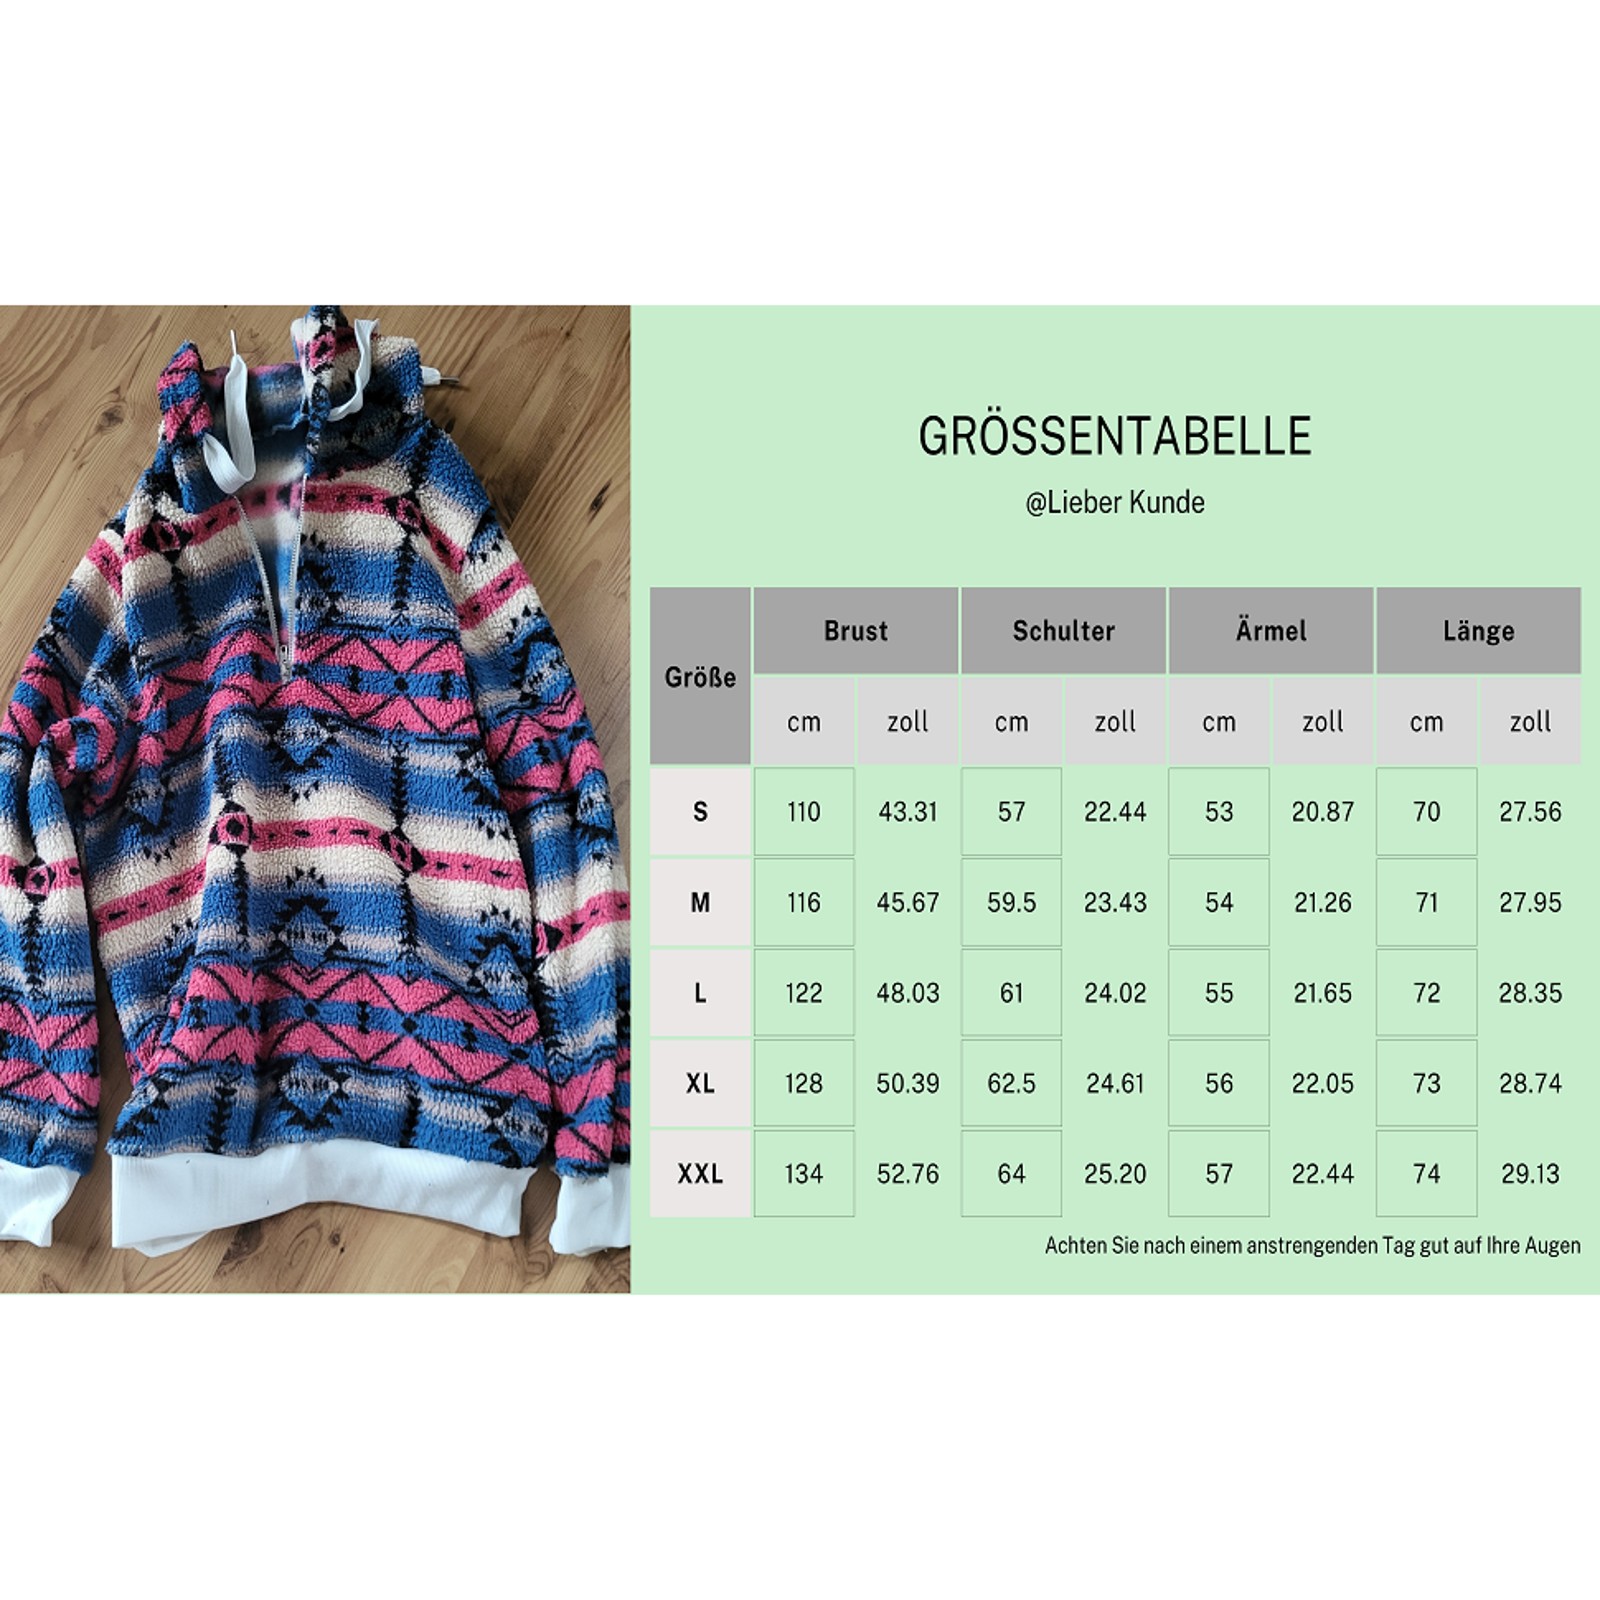 GRÖSSENTABELLE
@Lieber Kunde
Größe Brust Schulter Ärmel Länge
cm zoll cm zoll cm zoll cm zoll
S 110 43.31 57 22.44 53 20.87 70 27.56
M 116 45.67 59.5 23.43 54 21.26 71 27.95
L 122 48.03 61 24.02 55 21.65 72 28.35
XL 128 50.39 62.5 24.61 56 22.05 73 28.74
XXL 134 52.76 64 25.20 57 22.44 74 29.13
Achten Sie nach einem anstrengenden Tag gut auf Ihre Augen